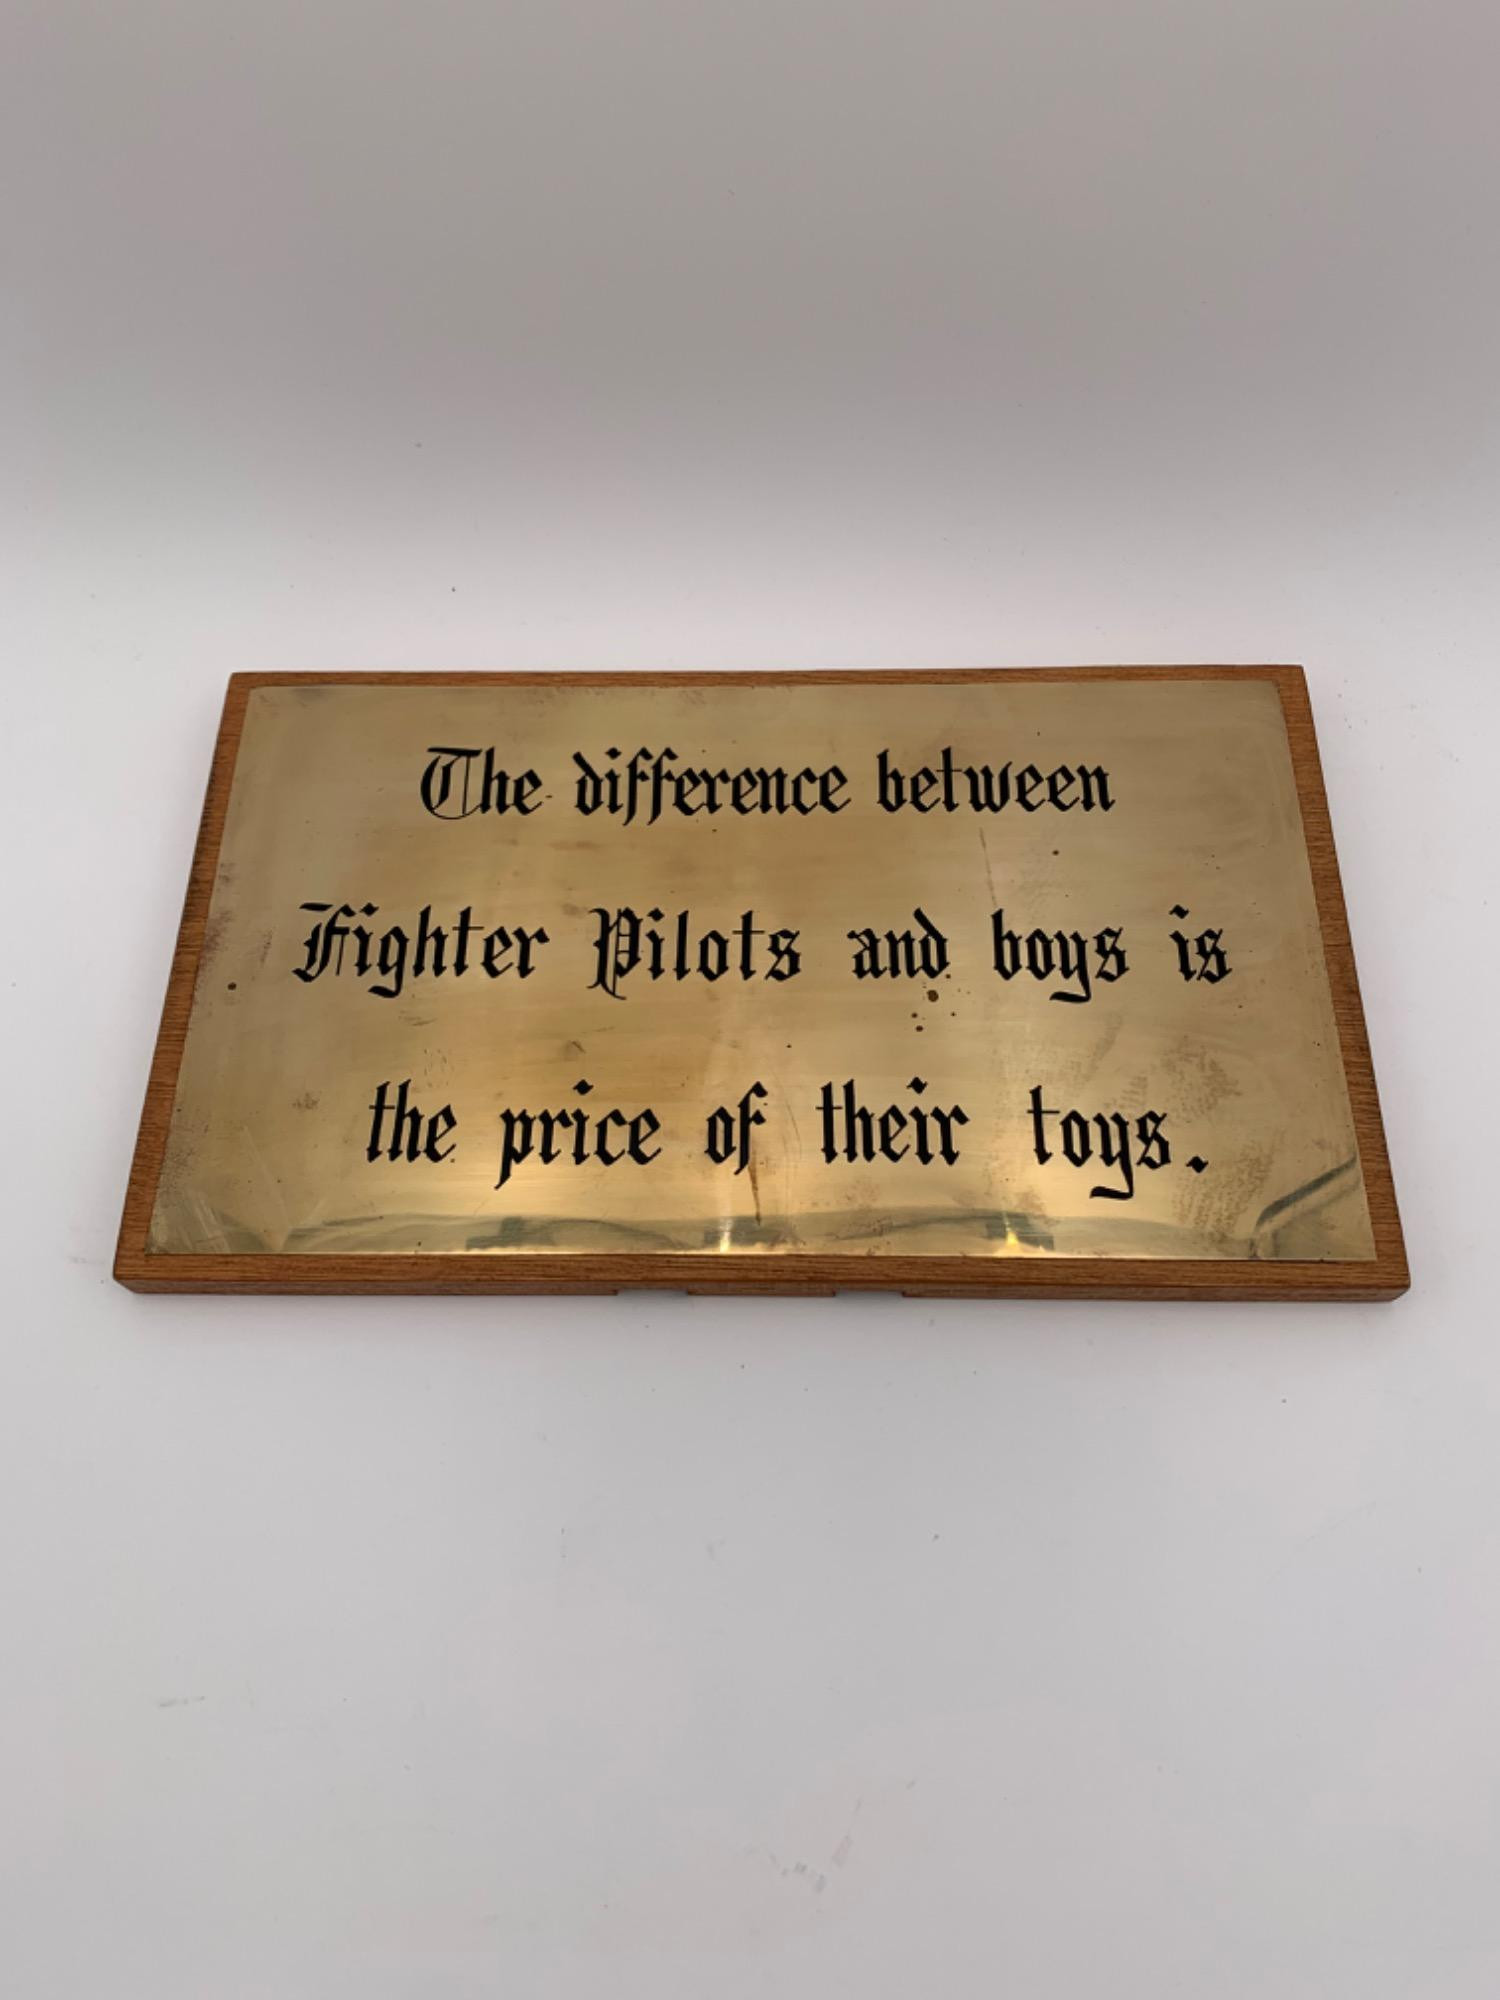 The difference between
Fighter Pilots and boys is
the price of their toys.